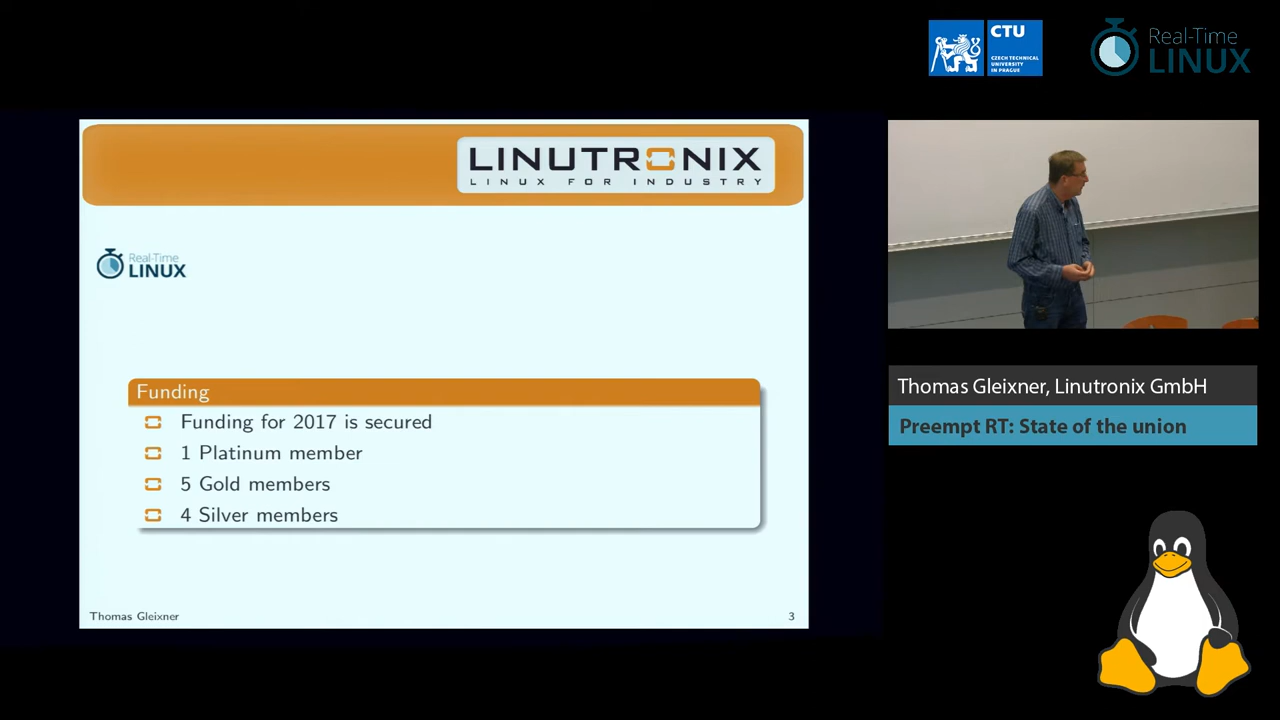 CTU
CZECH TECHNICAL
UNIVERSITY
IN PRAGUE
Real-Time
LINUX
LINUTRONIX
LINUX FOR INDUSTRY
Real-Time
LINUX
Funding
Funding for 2017 is secured
1 Platinum member
5 Gold members
4 Silver members
Thomas Gleixner
3
Thomas Gleixner, Linutronix GmbH
Preempt RT: State of the union